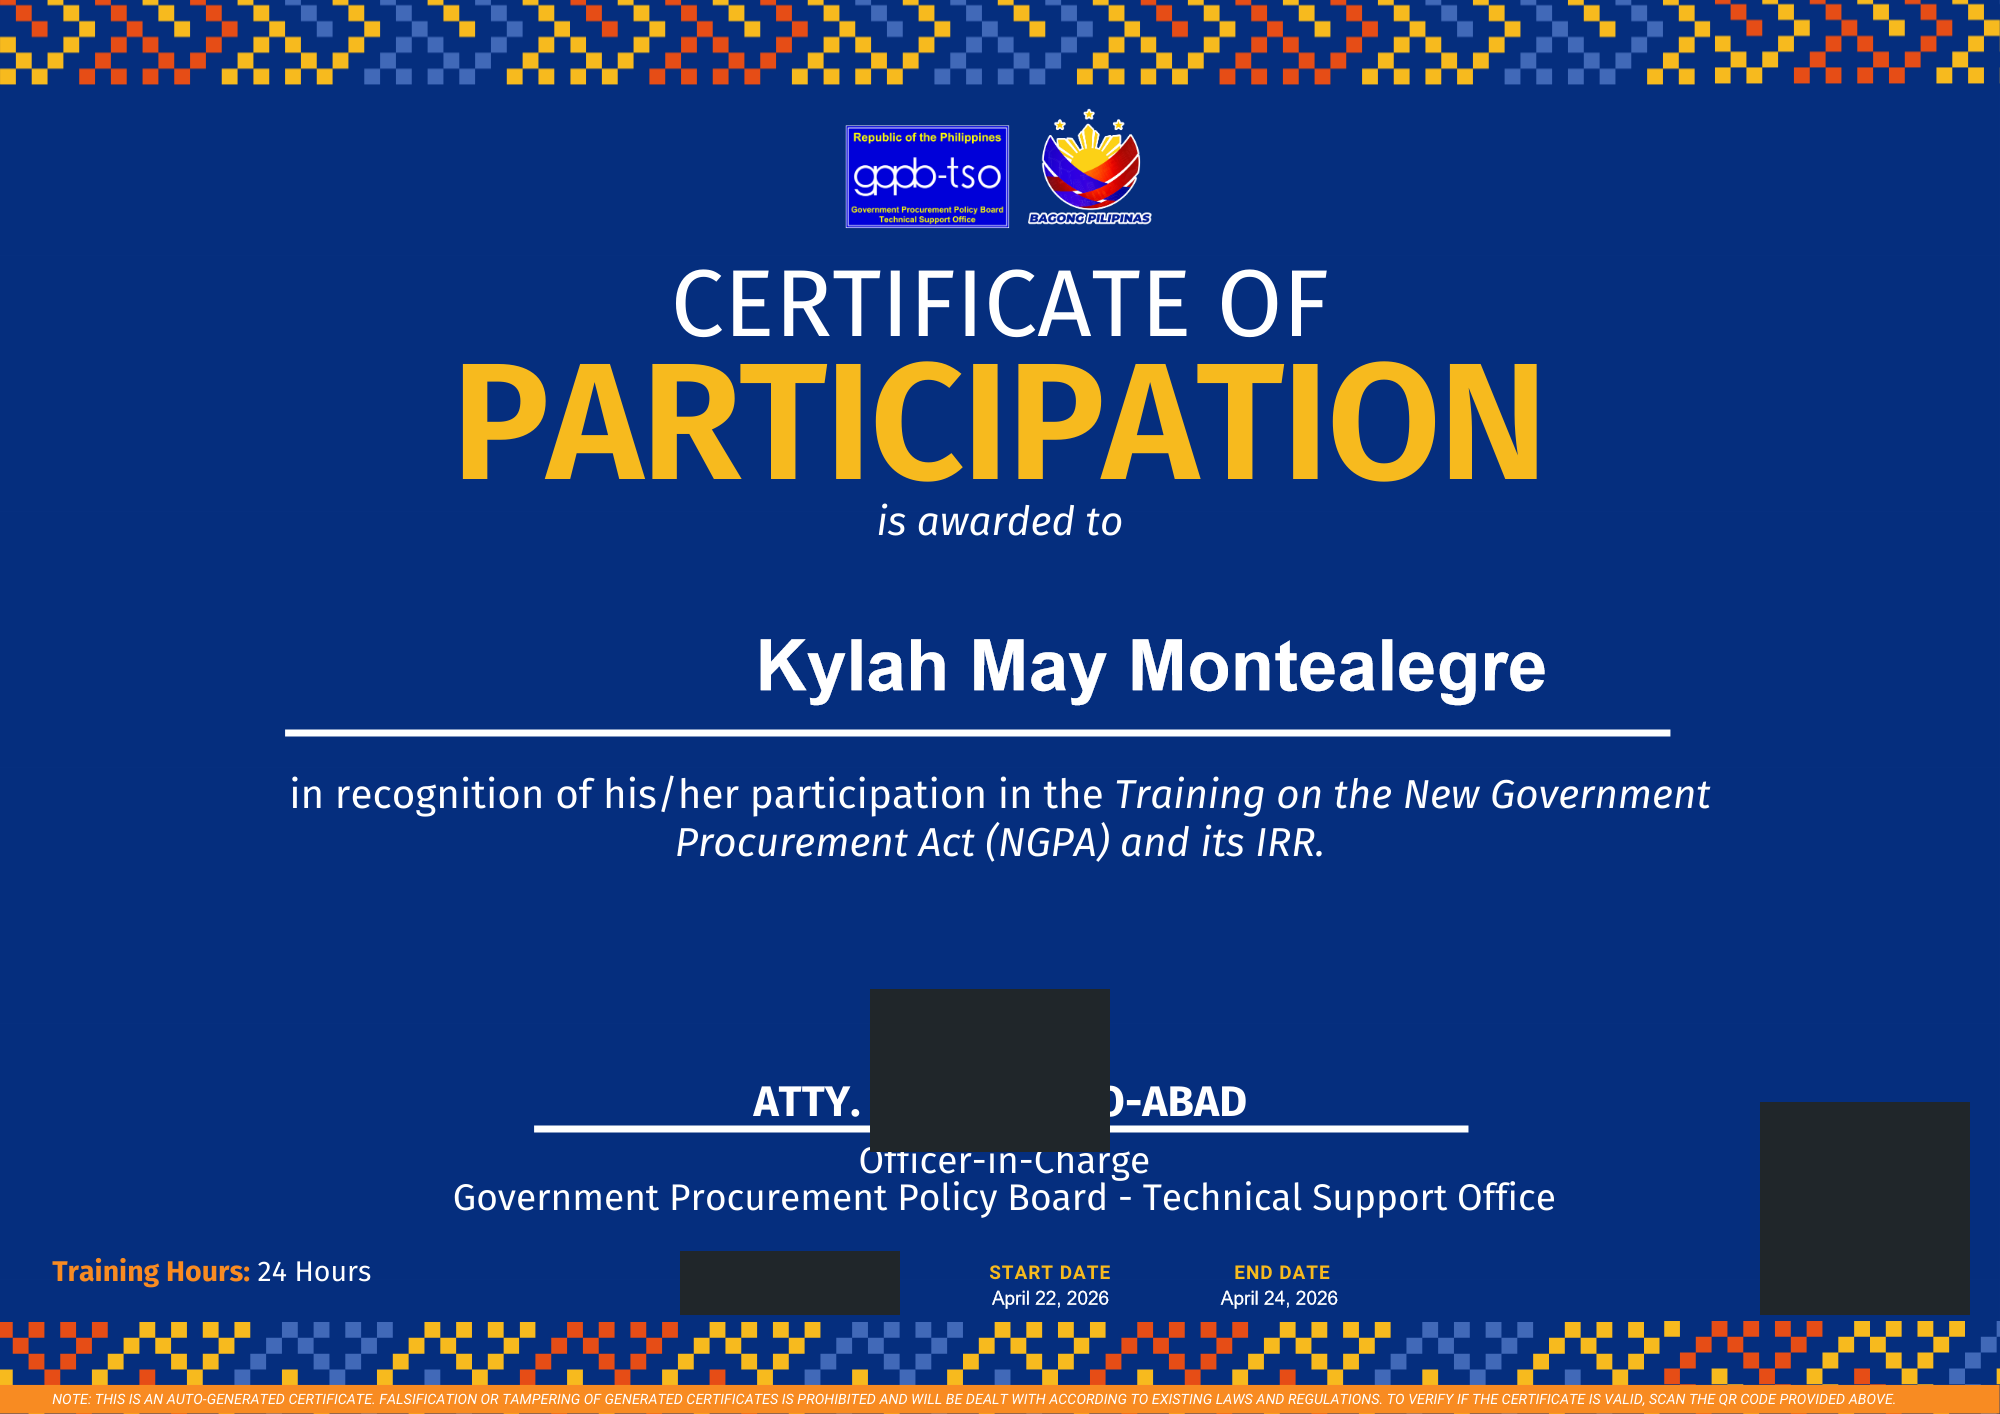 Republic of the Philippines
gppb-tso
Government Procurement Policy Board
Technical Support Office
BAGONG PILIPINAS
CERTIFICATE OF
PARTICIPATION
is awarded to
Kylah May Montealegre
in recognition of his/her participation in the Training on the New Government
Procurement Act (NGPA) and its IRR.
ATTY. O-ABAD
Officer-in-Charge
Government Procurement Policy Board - Technical Support Office
Training Hours: 24 Hours
START DATE
April 22, 2026
END DATE
April 24, 2026
NOTE: THIS IS AN AUTO-GENERATED CERTIFICATE. FALSIFICATION OR TAMPERING OF GENERATED CERTIFICATES IS PROHIBITED AND WILL BE DEALT WITH ACCORDING TO EXISTING LAWS AND REGULATIONS. TO VERIFY IF THE CERTIFICATE IS VALID, SCAN THE QR CODE PROVIDED ABOVE.